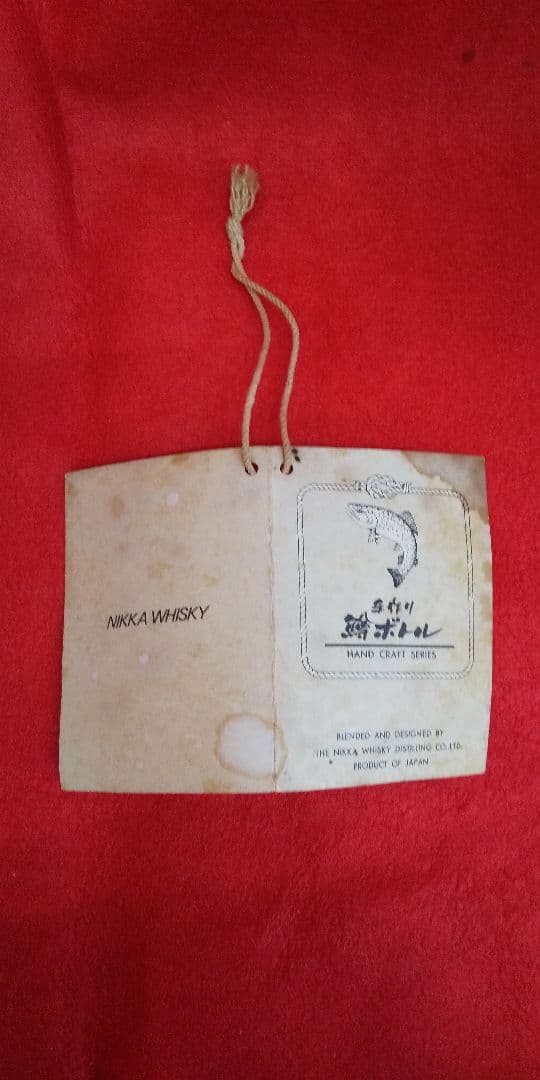 NIKKA WHISKY
手作り
鱒ボトル
HAND CRAFT SERIES
BLENDED AND DESIGNED BY
THE NIKKA WHISKY DISTILLING CO. LTD.
PRODUCT OF JAPAN